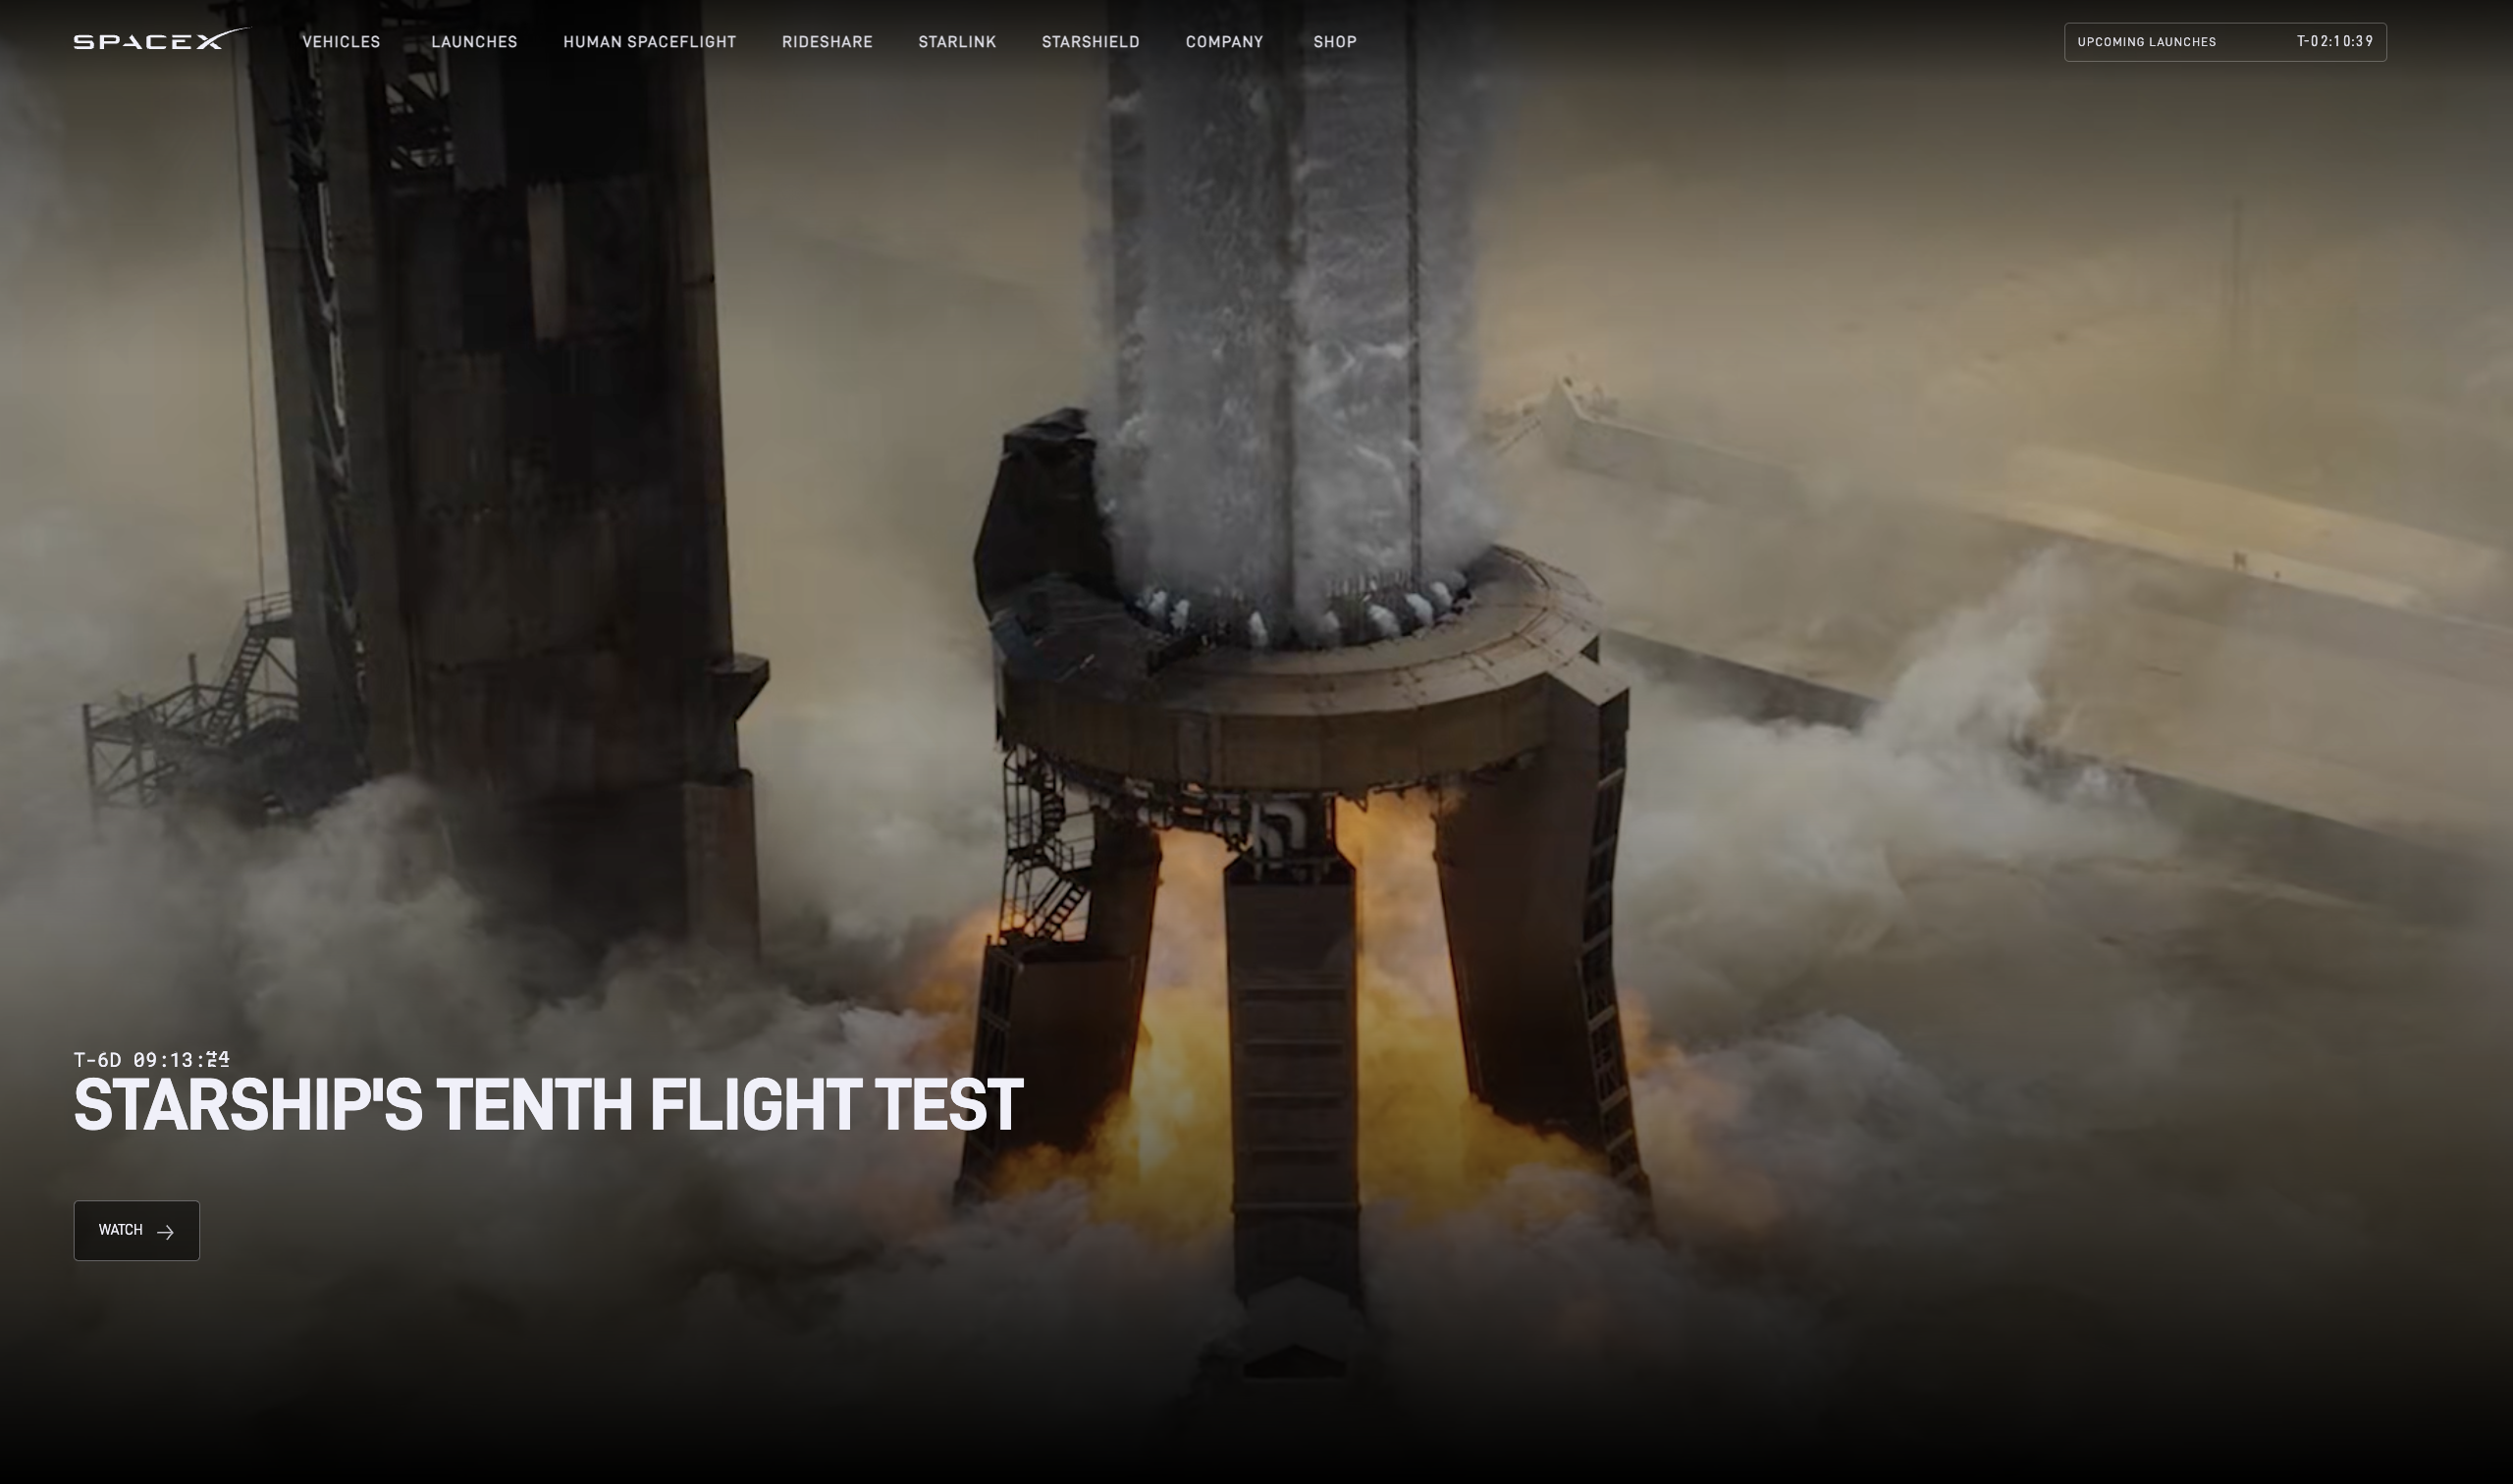 SPACEX
VEHICLES
LAUNCHES
HUMAN SPACEFLIGHT
RIDESHARE
STARLINK
STARSHIELD
COMPANY
SHOP
UPCOMING LAUNCHES
T-02:10:39
T-6D 09:13:
STARSHIP'S TENTH FLIGHT TEST
WATCH